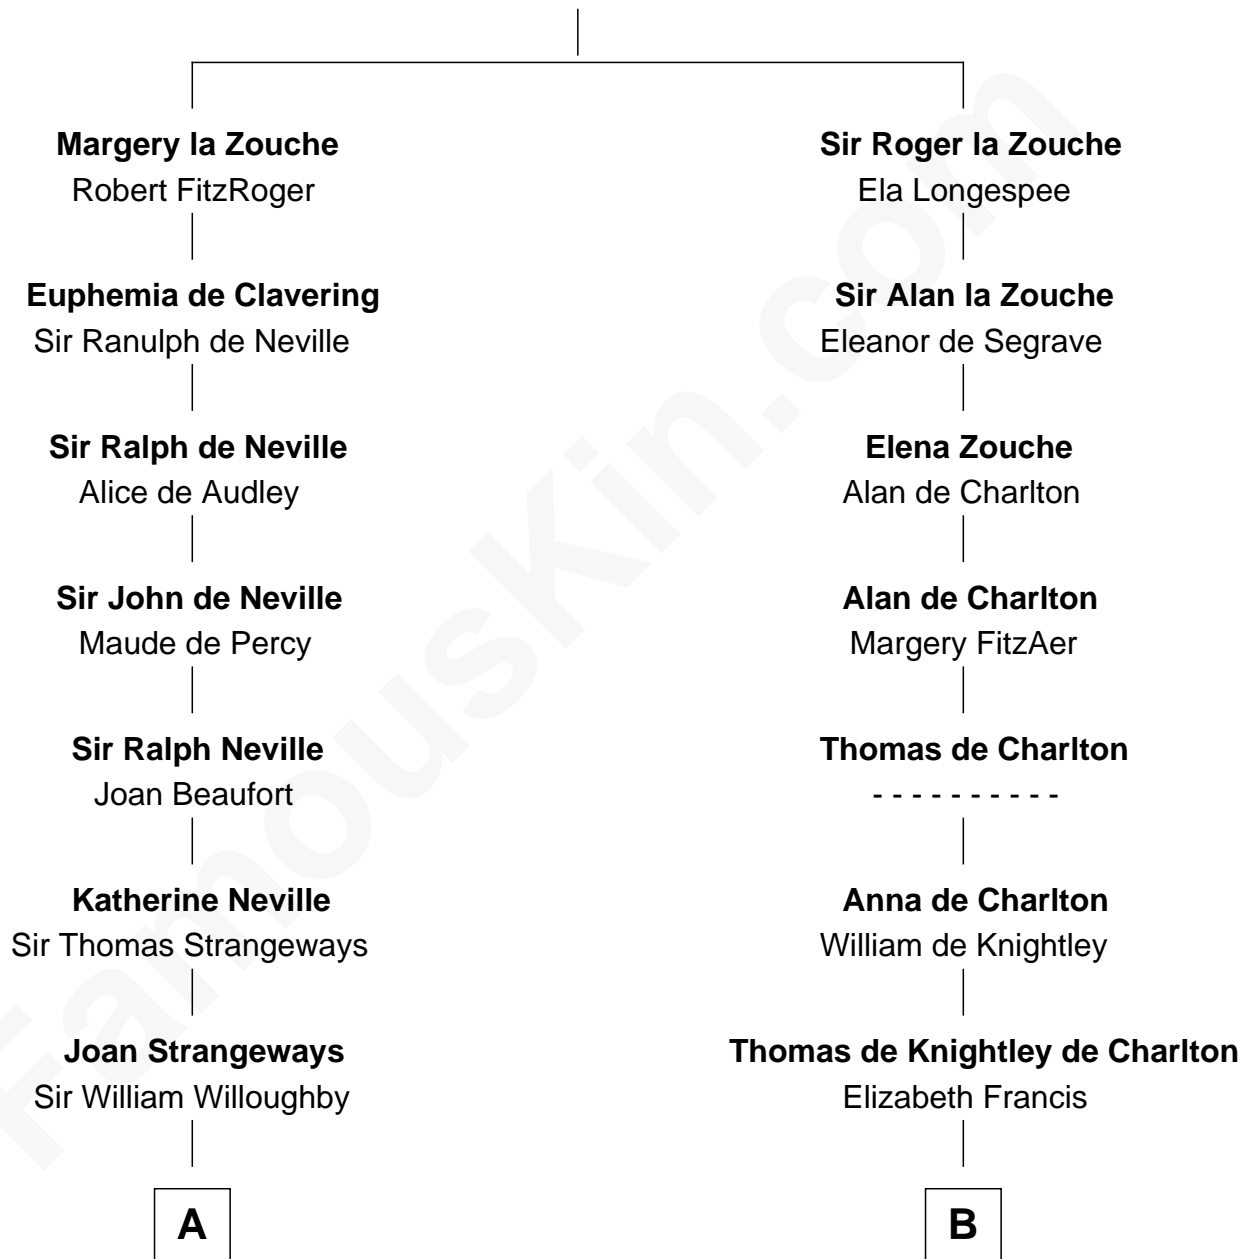 Margery la Zouche
Robert FitzRoger
Euphemia de Clavering
Sir Ranulph de Neville
Sir Ralph de Neville
Alice de Audley
Sir John de Neville
Maude de Percy
Sir Ralph Neville
Joan Beaufort
Katherine Neville
Sir Thomas Strangeways
Joan Strangeways
Sir William Willoughby
A
Sir Roger la Zouche
Ela Longespee
Sir Alan la Zouche
Eleanor de Segrave
Elena Zouche
Alan de Charlton
Alan de Charlton
Margery FitzAer
Thomas de Charlton
- - - - - - - - - -
Anna de Charlton
William de Knightley
Thomas de Knightley de Charlton
Elizabeth Francis
B
FamousKin.com